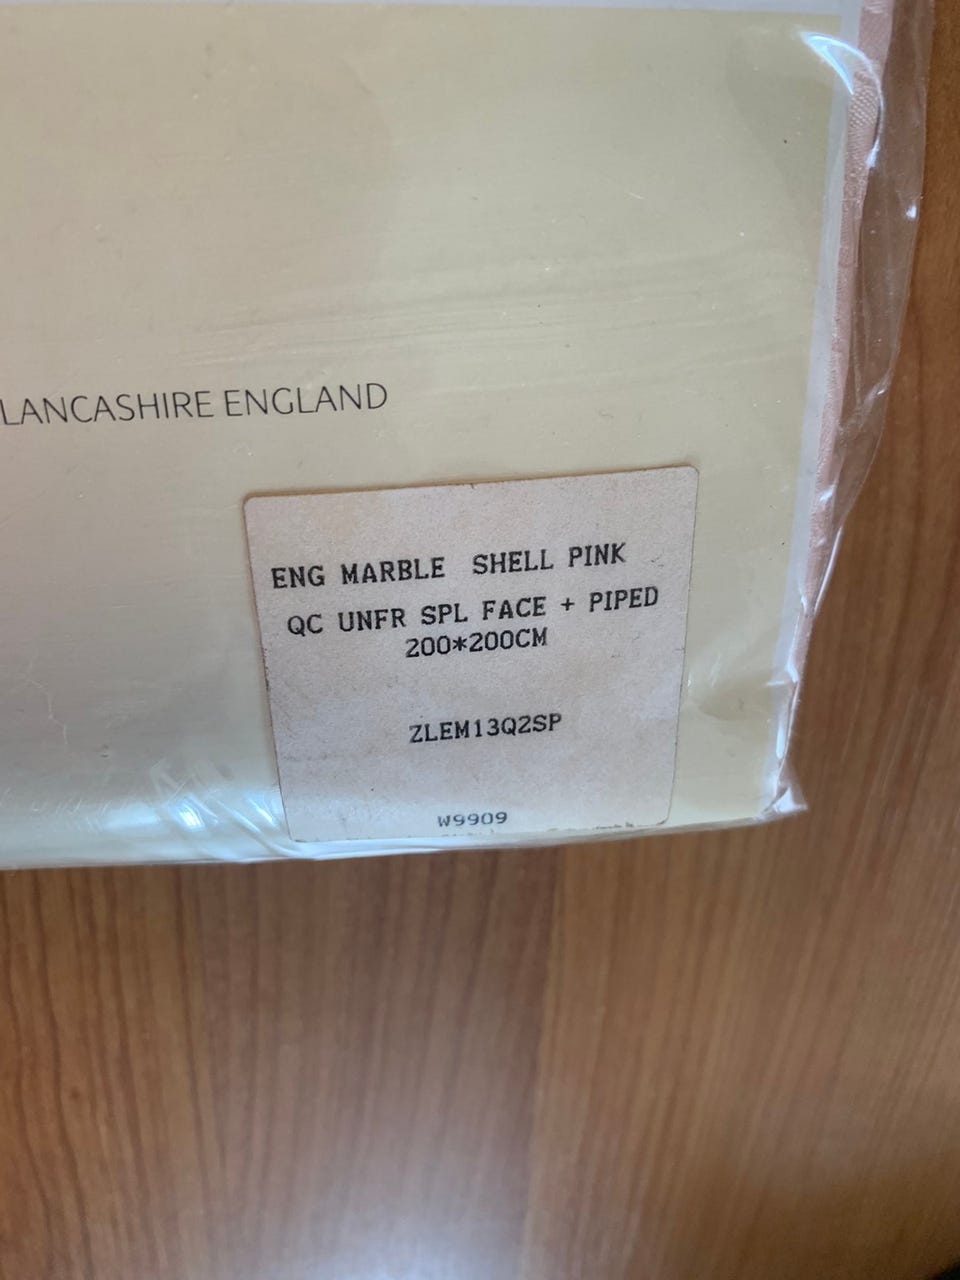 LANCASHIRE ENGLAND
ENG MARBLE SHELL PINK
QC UNFR SPL FACE + PIPED
200*200CM
ZLEM13Q2SP
W9909